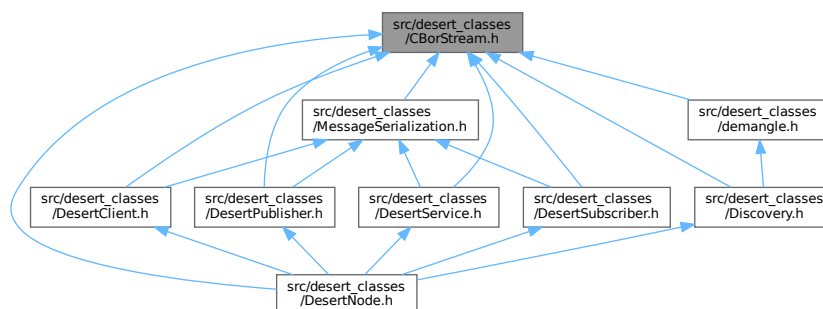 src/desert_classes
/CBorStream.h
src/desert_classes
/MessageSerialization.h
src/desert_classes
/demangle.h
src/desert_classes
/DesertClient.h
src/desert_classes
/DesertPublisher.h
src/desert_classes
/DesertService.h
src/desert_classes
/DesertSubscriber.h
src/desert_classes
/Discovery.h
src/desert_classes
/DesertNode.h